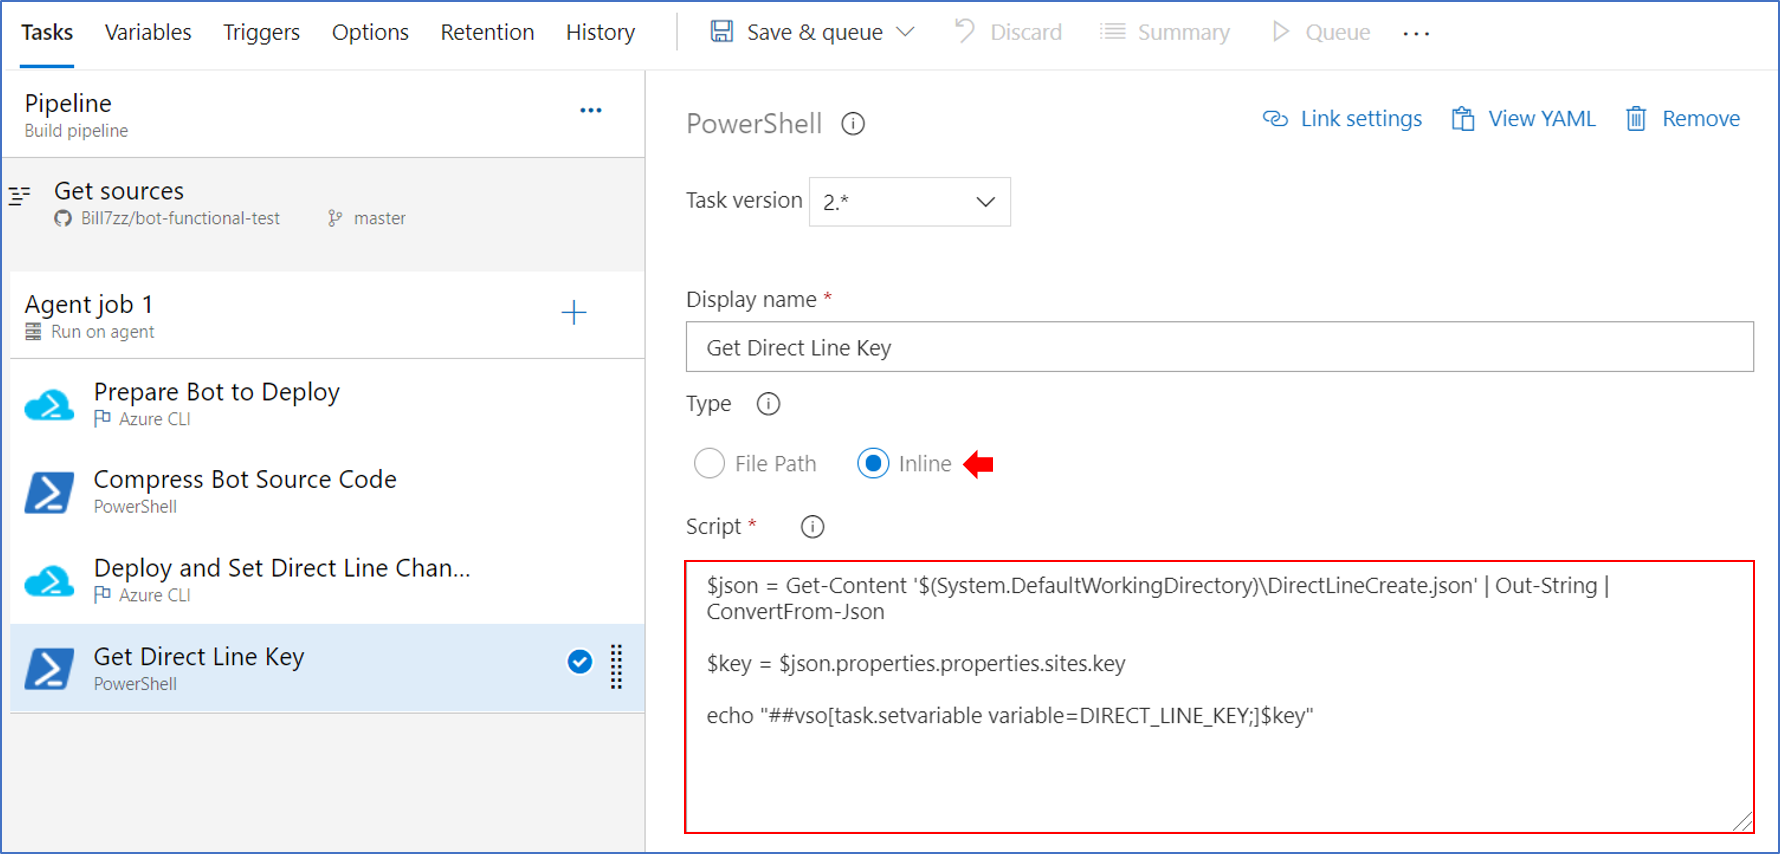 Tasks Variables Triggers Options Retention History Save & queue Discard Summary Queue ...
Pipeline
Build pipeline
Get sources
Bill7zz/bot-functional-test master
Agent job 1
Run on agent
Prepare Bot to Deploy
Azure CLI
Compress Bot Source Code
PowerShell
Deploy and Set Direct Line Chan...
Azure CLI
Get Direct Line Key
PowerShell
PowerShell Link settings View YAML Remove
Task version 2.*
Display name *
Get Direct Line Key
Type
File Path Inline
Script *
$json = Get-Content '$(System.DefaultWorkingDirectory)\DirectLineCreate.json' | Out-String |
ConvertFrom-Json
$key = $json.properties.properties.sites.key
echo "##vso[task.setvariable variable=DIRECT_LINE_KEY;]$key"